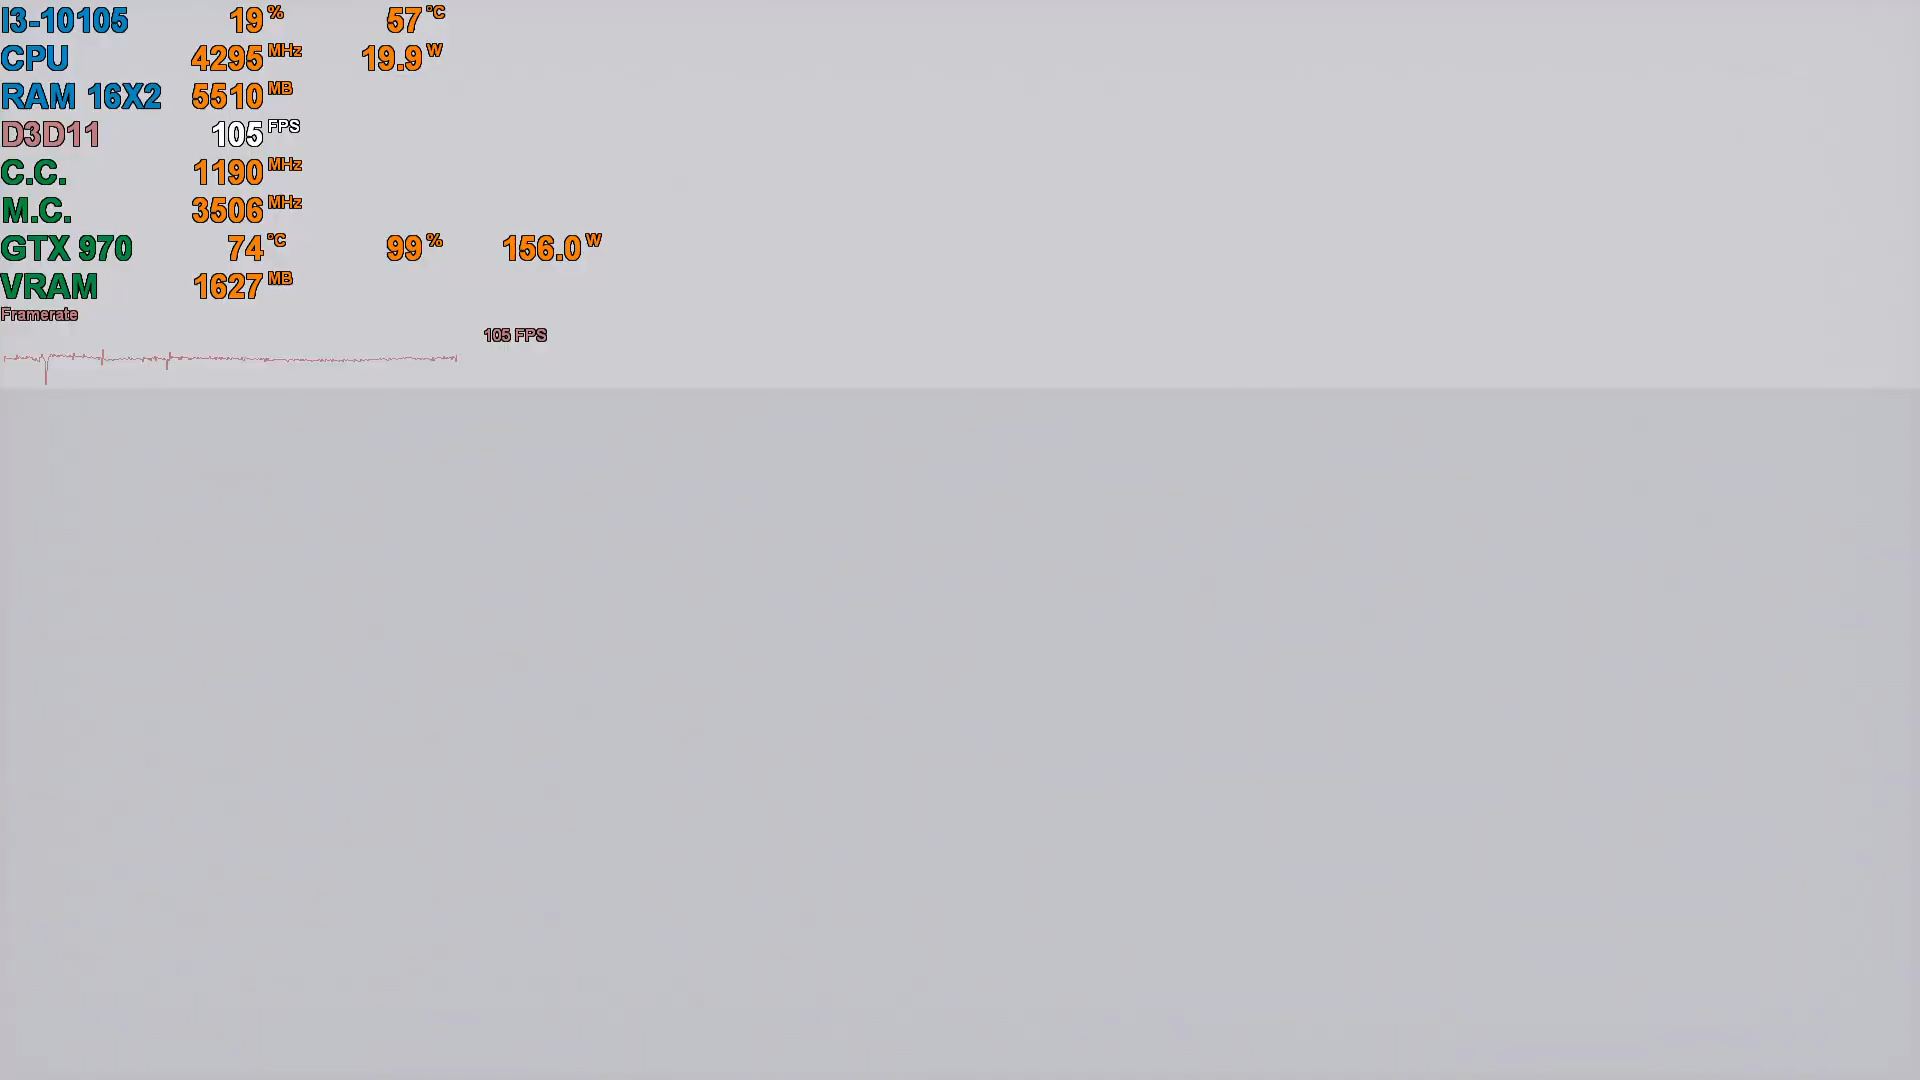 I3-10105 19 % 57 °C
CPU 4295 MHz 19.9 W
RAM 16X2 5510 MB
D3D11 105 FPS
C.C. 1190 MHz
M.C. 3506 MHz
GTX 970 74 °C 99 % 156.0 W
VRAM 1627 MB
Framerate
105 FPS